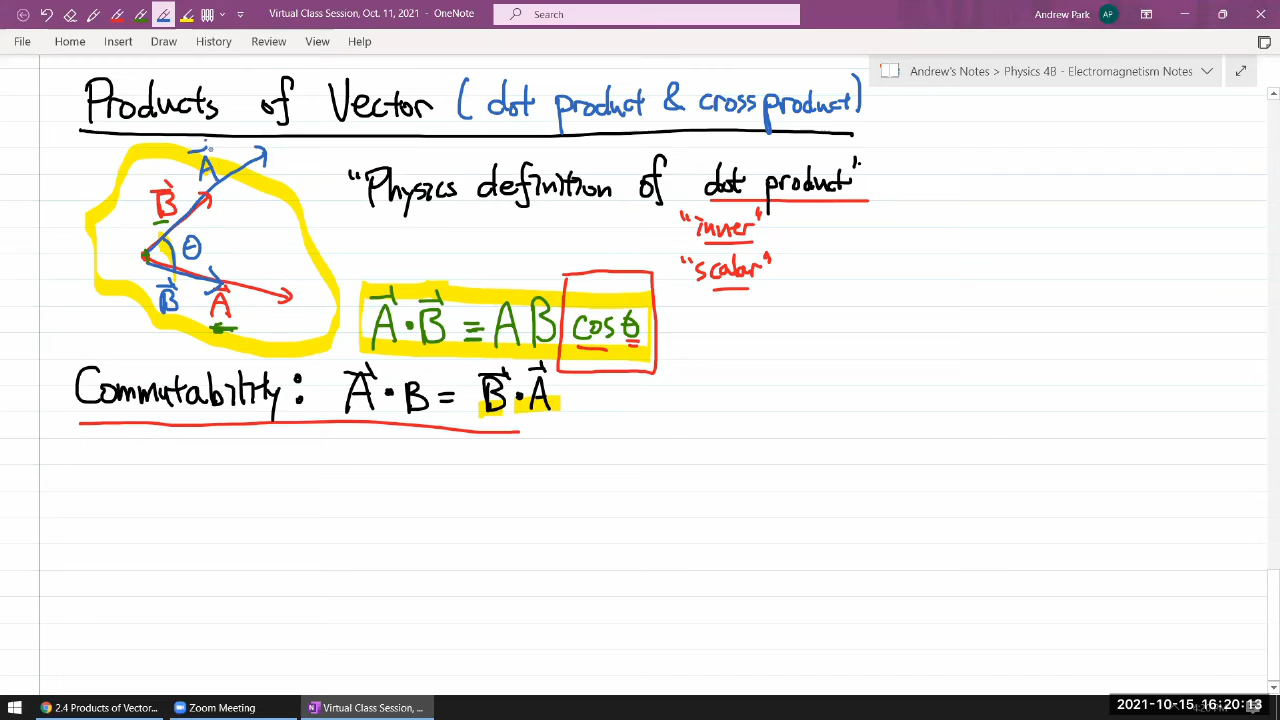 Virtual Class Session, Oct. 11, 2021 - OneNote
Search
Andrew Park
AP
File Home Insert Draw History Review View Help
Andrew's Notes > Physics 4B - Electromagnetism Notes
Products of Vector (dot product & cross product)
"Physics definition of dot product"
"inner"
"scalar"
A
B
θ
B
A
A · B = A B cos θ
Commutability: A · B = B · A
2.4 Products of Vector...
Zoom Meeting
Virtual Class Session, ...
2021-10-15 16:20:13